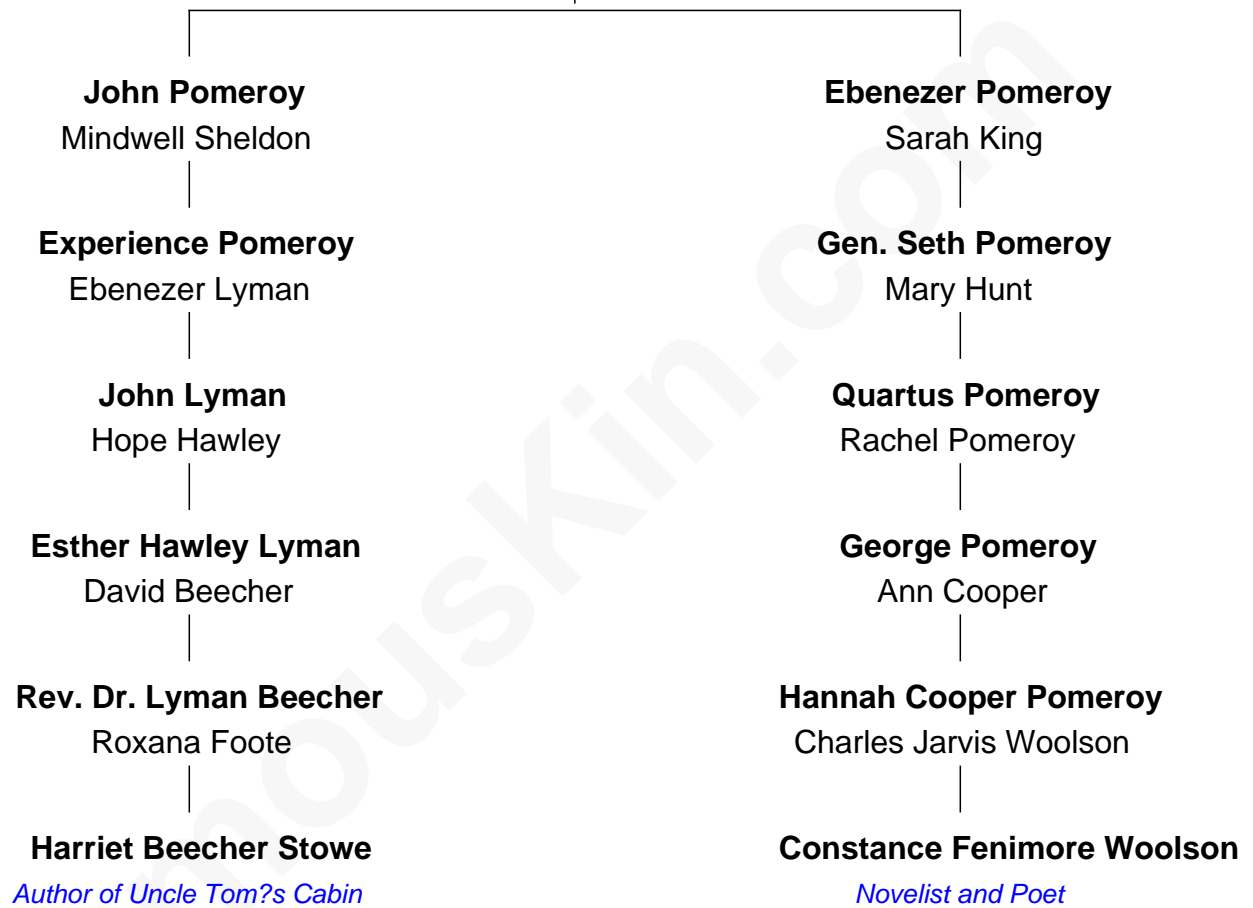 John Pomeroy
Mindwell Sheldon
Experience Pomeroy
Ebenezer Lyman
John Lyman
Hope Hawley
Esther Hawley Lyman
David Beecher
Rev. Dr. Lyman Beecher
Roxana Foote
Harriet Beecher Stowe
Author of Uncle Tom?s Cabin
Ebenezer Pomeroy
Sarah King
Gen. Seth Pomeroy
Mary Hunt
Quartus Pomeroy
Rachel Pomeroy
George Pomeroy
Ann Cooper
Hannah Cooper Pomeroy
Charles Jarvis Woolson
Constance Fenimore Woolson
Novelist and Poet
mousKin.com